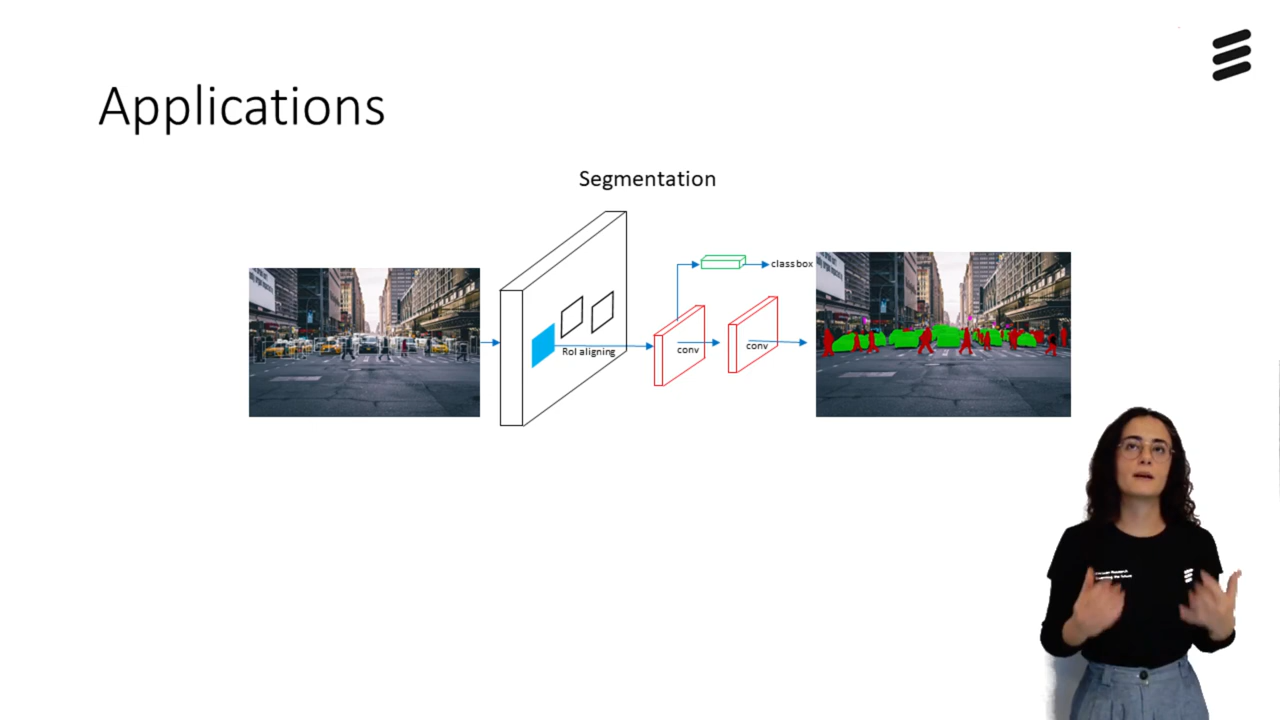 Applications
Segmentation
class box
RoI aligning
conv
conv